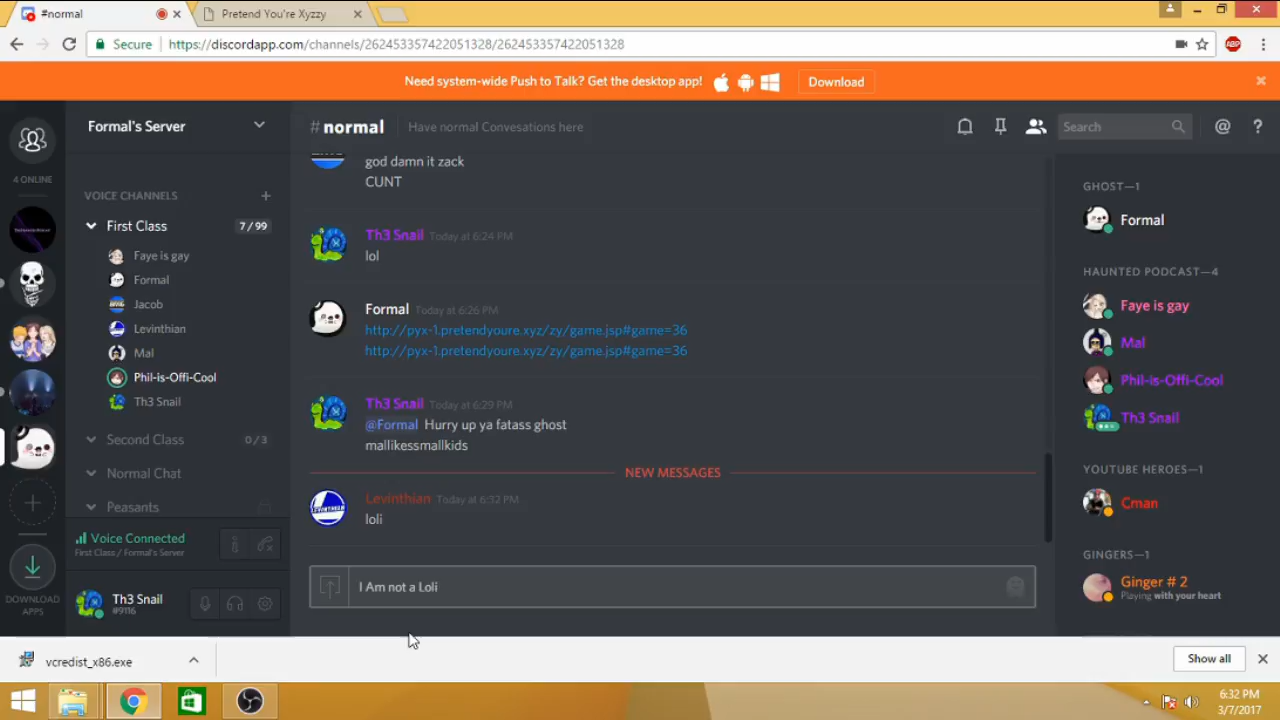 #normal
Pretend You're Xyzzy
Secure
https://discordapp.com/channels/262453357422051328/262453357422051328
ABP
Need system-wide Push to Talk? Get the desktop app!
Download
Formal's Server
#normal
Have normal Convesations here
Search
@
?
4 ONLINE
VOICE CHANNELS
First Class
7/99
Faye is gay
Formal
Jacob
Levinthian
Mal
Phil-is-Offi-Cool
Th3 Snail
Second Class
0/3
Normal Chat
Peasants
Voice Connected
First Class / Formal's Server
DOWNLOAD
APPS
Th3 Snail
#9116
god damn it zack
CUNT
Th3 Snail Today at 6:24 PM
lol
Formal Today at 6:26 PM
http://pyx-1.pretendyoure.xyz/zy/game.jsp#game=36
http://pyx-1.pretendyoure.xyz/zy/game.jsp#game=36
Th3 Snail Today at 6:29 PM
@Formal Hurry up ya fatass ghost
mallikessmallkids
NEW MESSAGES
Levinthian Today at 6:32 PM
loli
I Am not a Loli
GHOST—1
Formal
HAUNTED PODCAST—4
Faye is gay
Mal
Phil-is-Offi-Cool
Th3 Snail
YOUTUBE HEROES—1
Cman
GINGERS—1
Ginger # 2
Playing with your heart
vcredist_x86.exe
Show all
6:32 PM
3/7/2017